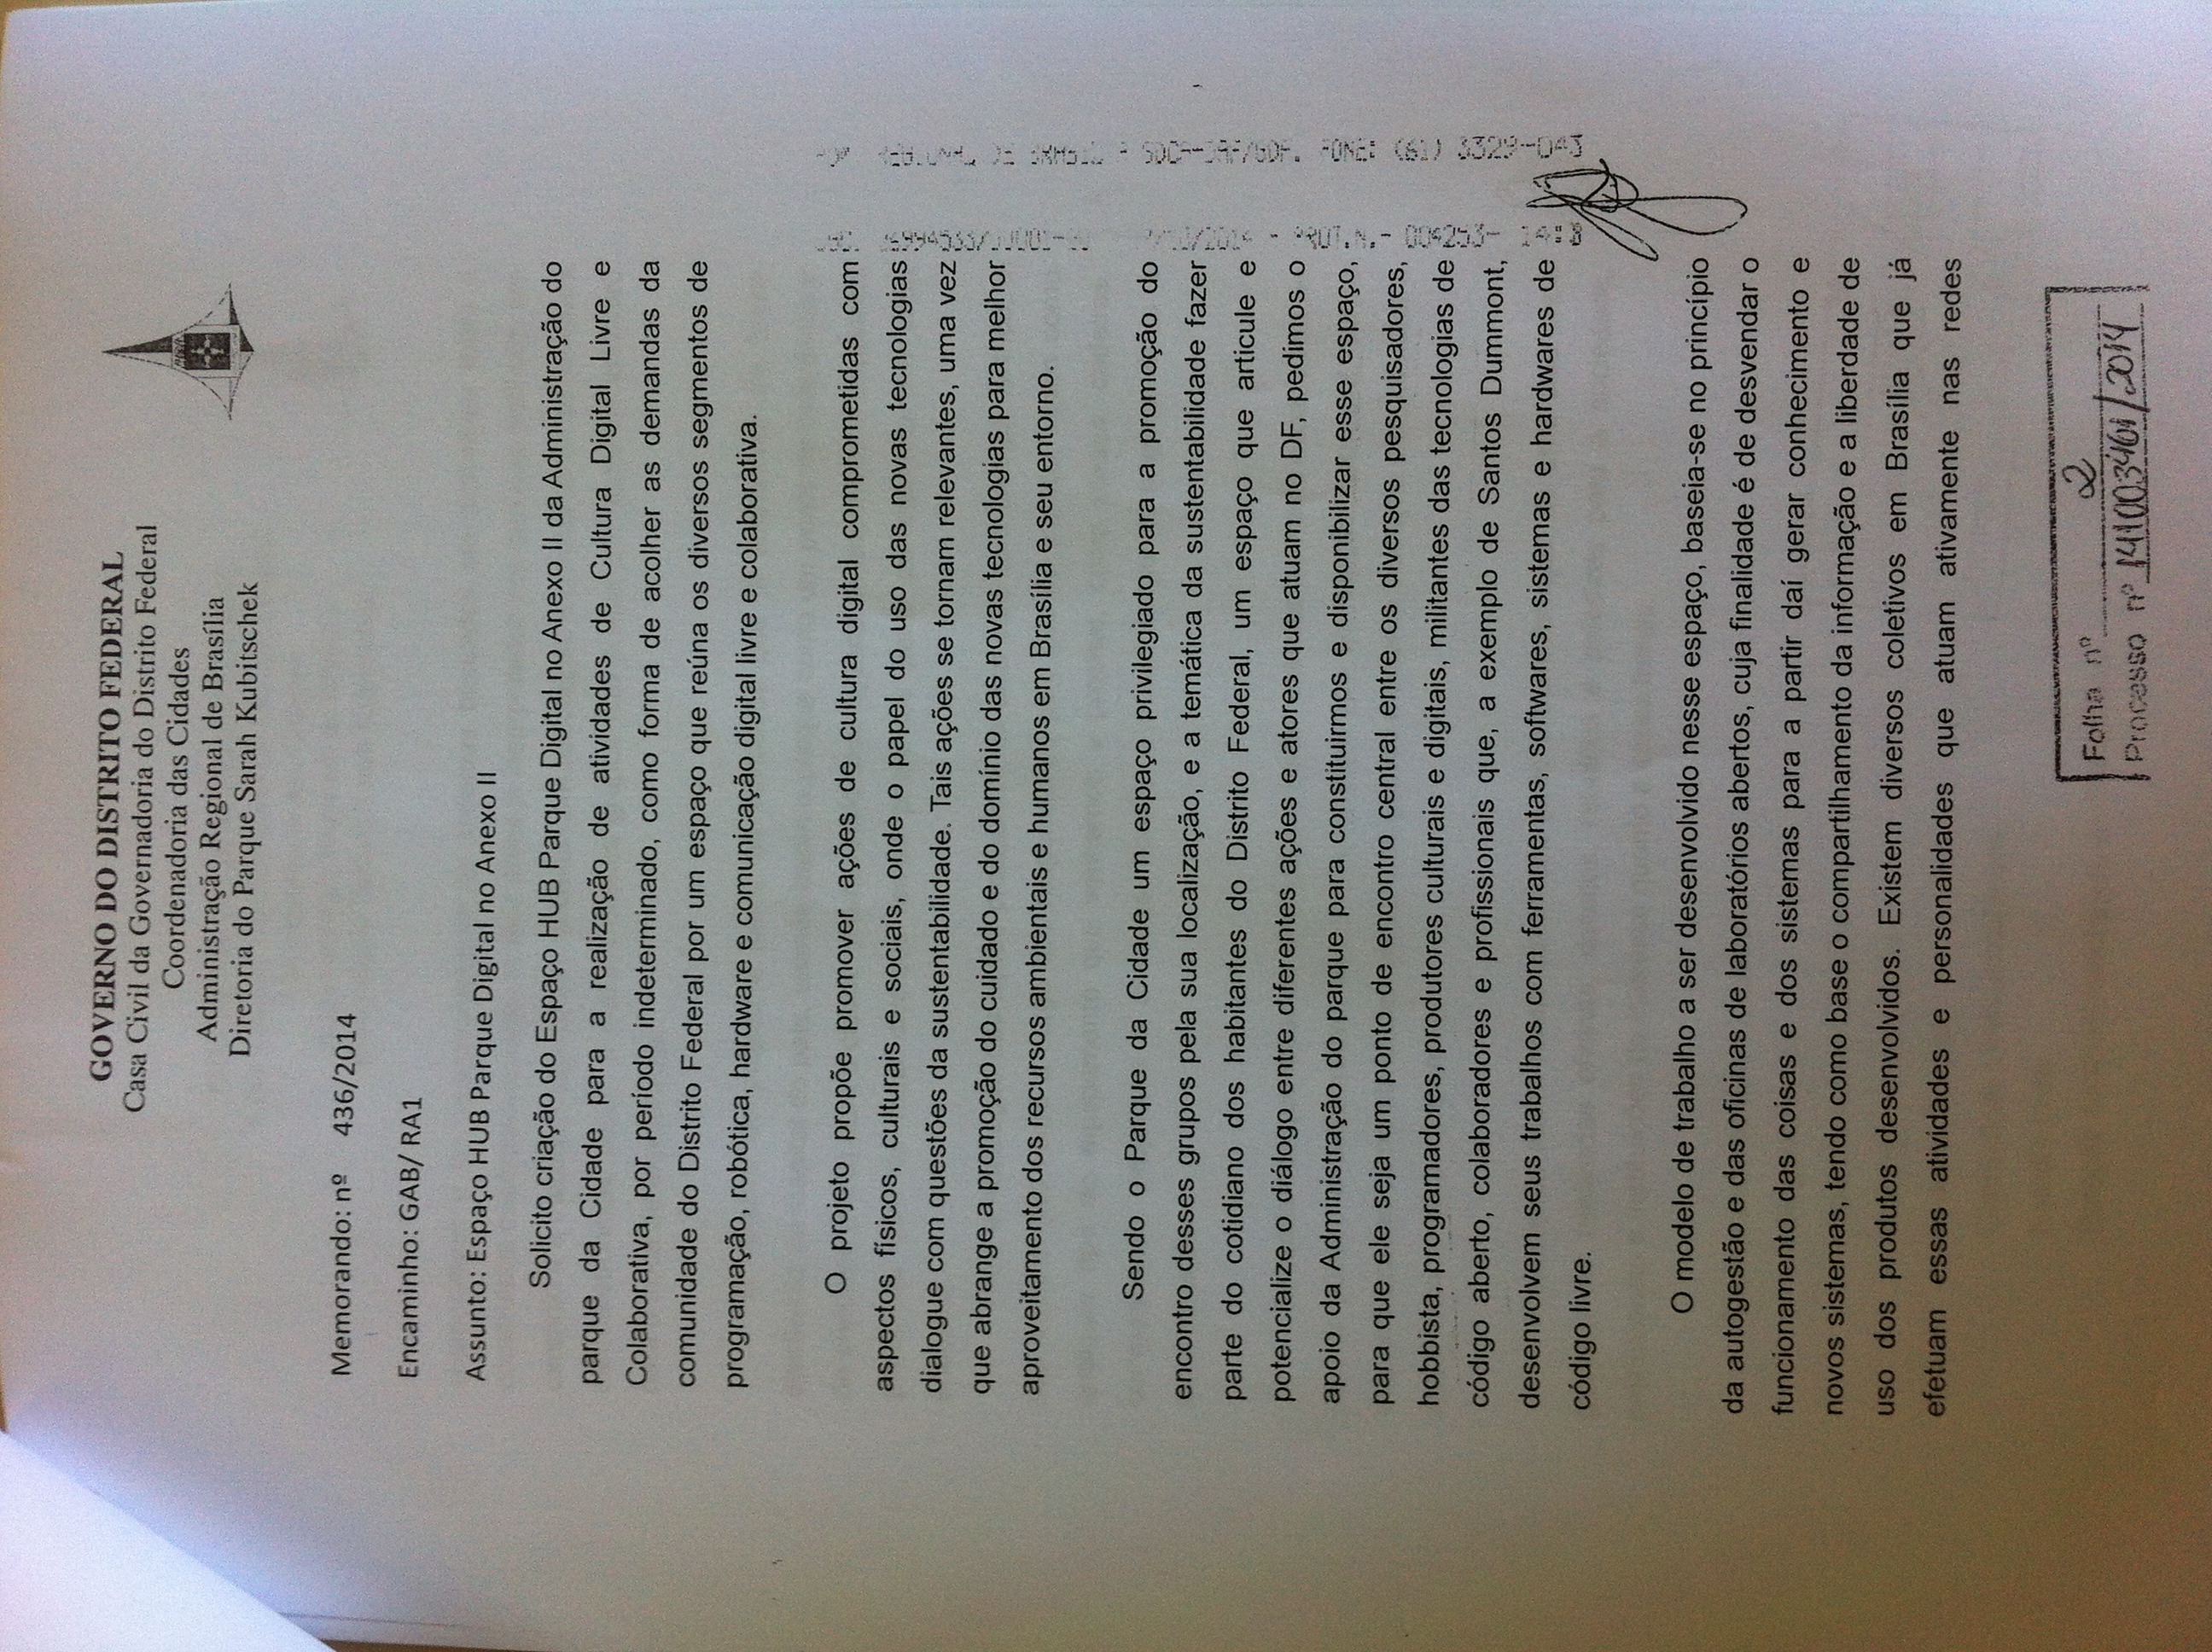 GOVERNO DO DISTRITO FEDERAL
Casa Civil da Governadoria do Distrito Federal
Coordenadoria das Cidades
Administração Regional de Brasília
Diretoria do Parque Sarah Kubitschek
Memorando: nº 436/2014
Encaminho: GAB/ RA1
Assunto: Espaço HUB Parque Digital no Anexo II
Solicito criação do Espaço HUB Parque Digital no Anexo II da Administração do
parque da Cidade para a realização de atividades de Cultura Digital Livre e
Colaborativa, por período indeterminado, como forma de acolher as demandas da
comunidade do Distrito Federal por um espaço que reúna os diversos segmentos de
programação, robótica, hardware e comunicação digital livre e colaborativa.
O projeto propõe promover ações de cultura digital comprometidas com
aspectos físicos, culturais e sociais, onde o papel do uso das novas tecnologias
dialogue com questões da sustentabilidade. Tais ações se tornam relevantes, uma vez
que abrange a promoção do cuidado e do domínio das novas tecnologias para melhor
aproveitamento dos recursos ambientais e humanos em Brasília e seu entorno.
Sendo o Parque da Cidade um espaço privilegiado para a promoção do
encontro desses grupos pela sua localização, e a temática da sustentabilidade fazer
parte do cotidiano dos habitantes do Distrito Federal, um espaço que articule e
potencialize o diálogo entre diferentes ações e atores que atuam no DF, pedimos o
apoio da Administração do parque para constituirmos e disponibilizar esse espaço,
para que ele seja um ponto de encontro central entre os diversos pesquisadores,
hobbista, programadores, produtores culturais e digitais, militantes das tecnologias de
código aberto, colaboradores e profissionais que, a exemplo de Santos Dummont,
desenvolvem seus trabalhos com ferramentas, softwares, sistemas e hardwares de
código livre.
O modelo de trabalho a ser desenvolvido nesse espaço, baseia-se no princípio
da autogestão e das oficinas de laboratórios abertos, cuja finalidade é de desvendar o
funcionamento das coisas e dos sistemas para a partir daí gerar conhecimento e
novos sistemas, tendo como base o compartilhamento da informação e a liberdade de
uso dos produtos desenvolvidos. Existem diversos coletivos em Brasília que já
efetuam essas atividades e personalidades que atuam ativamente nas redes
Folha nº 2
Processo nº 141003461/2014